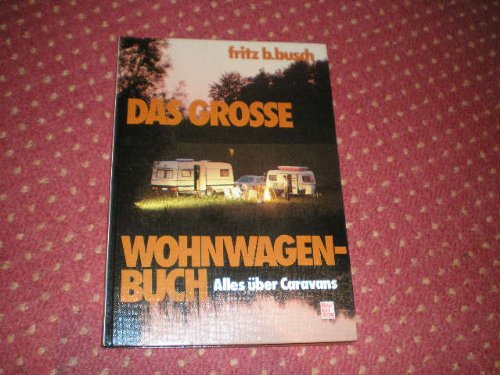 fritz b.busch
DAS GROSSE
WOHNWAGEN-
BUCH
Alles über Caravans